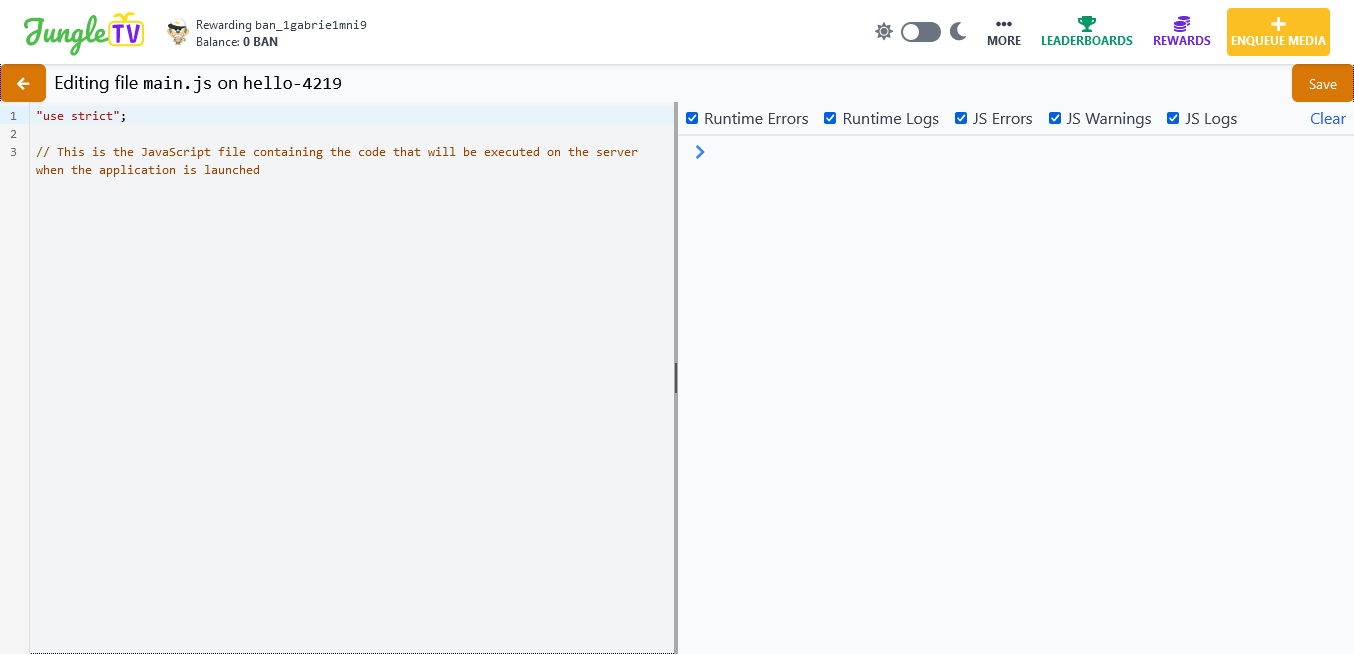 JungleTV
Rewarding ban_1gabrie1mni9
Balance: 0 BAN
MORE
LEADERBOARDS
REWARDS
ENQUEUE MEDIA
Editing file main.js on hello-4219
Save
1 "use strict";
2
3 // This is the JavaScript file containing the code that will be executed on the server
when the application is launched
Runtime Errors Runtime Logs JS Errors JS Warnings JS Logs Clear